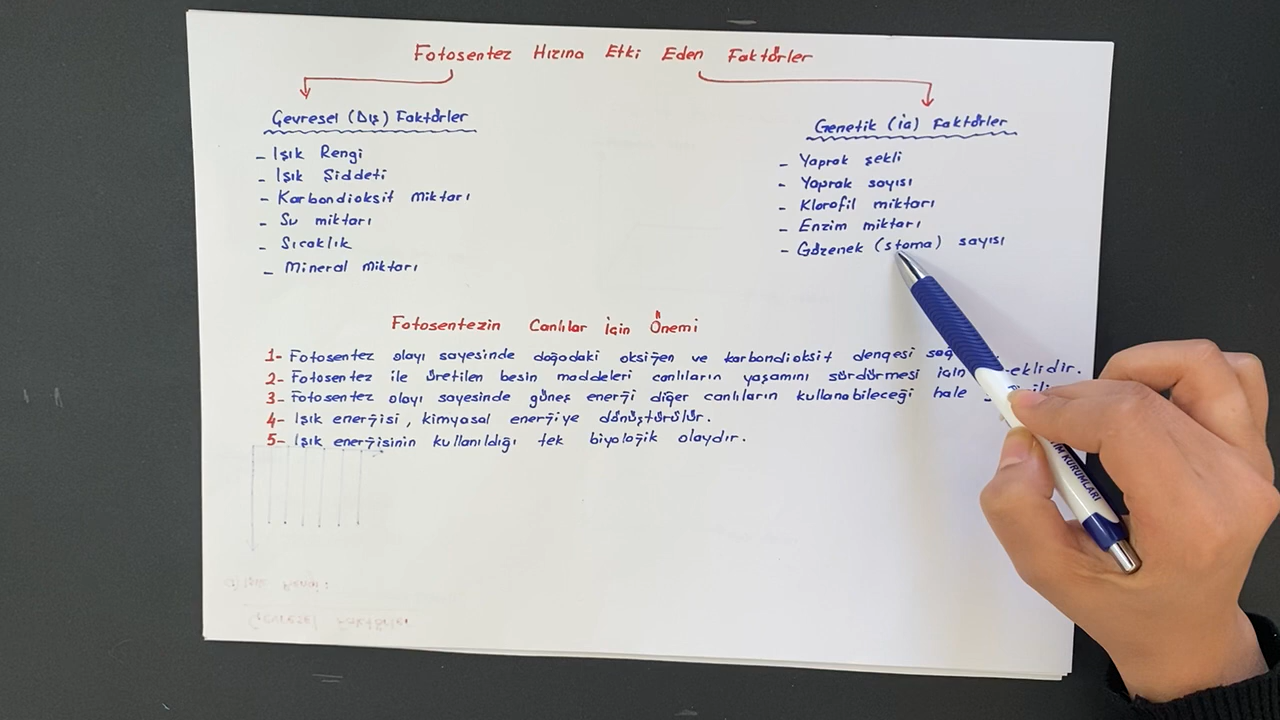 Fotosentez Hızına Etki Eden Faktörler
Çevresel (Dış) Faktörler
- Işık Rengi
- Işık Şiddeti
- Karbondioksit miktarı
- Su miktarı
- Sıcaklık
- Mineral miktarı
Genetik (İç) Faktörler
- Yaprak şekli
- Yaprak sayısı
- Klorofil miktarı
- Enzim miktarı
- Gözenek (stoma) sayısı
Fotosentezin Canlılar İçin Önemi
1- Fotosentez olayı sayesinde doğadaki oksijen ve karbondioksit dengesi
2- Fotosentez ile üretilen besin maddeleri canlıların yaşamını sürdürmesi için
3- Fotosentez olayı sayesinde güneş enerji diğer canlıların kullanabileceği hale
4- Işık enerjisi, kimyasal enerjiye dönüştürülür.
5- Işık enerjisinin kullanıldığı tek biyolojik olaydır.
KURUMLARI